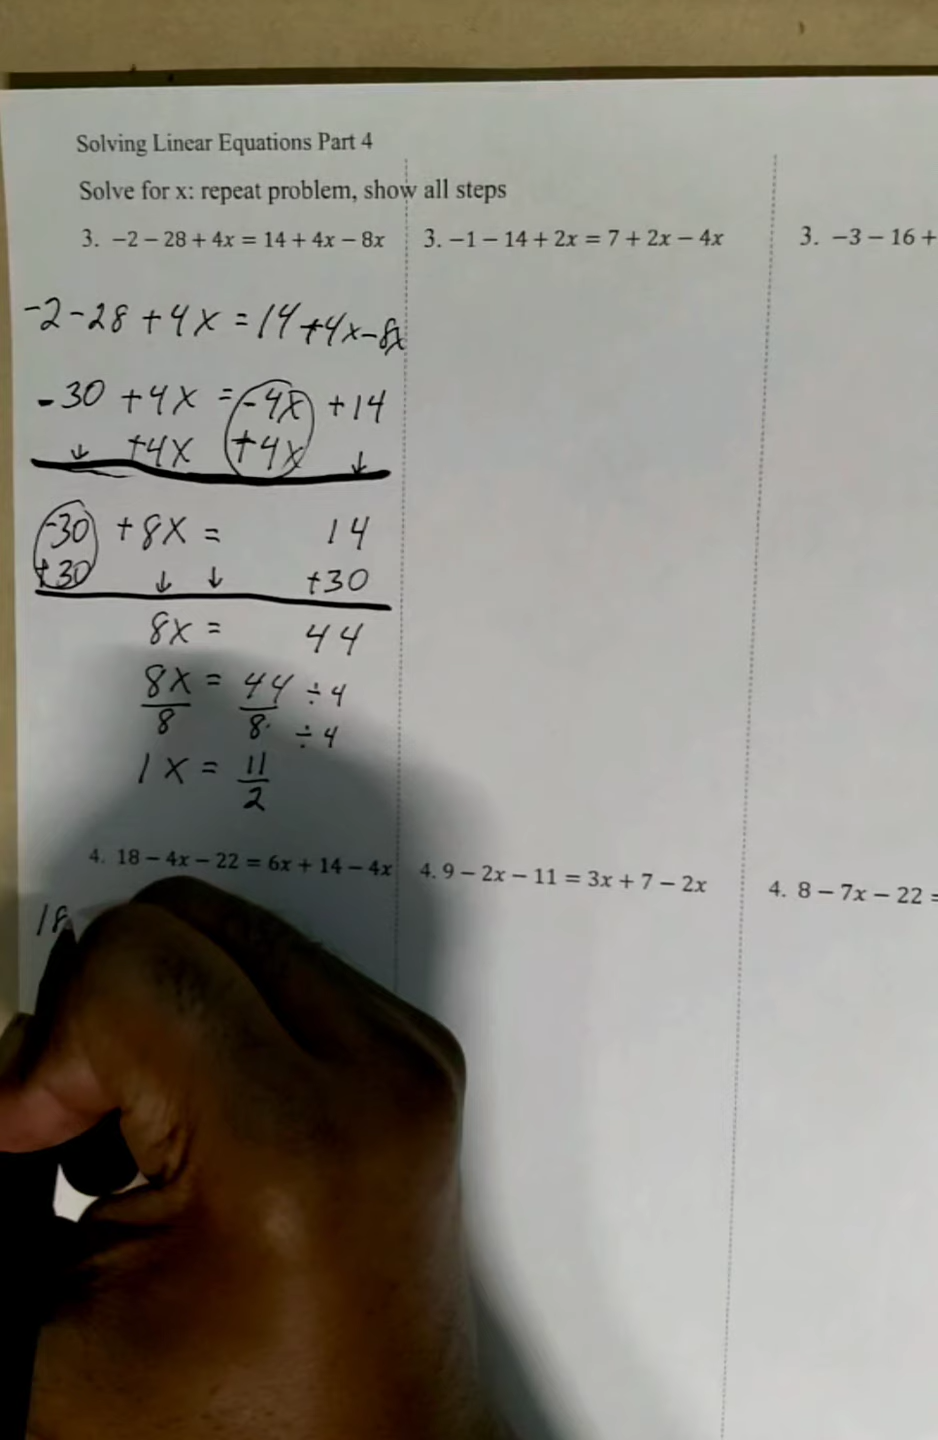 Solving Linear Equations Part 4
Solve for x: repeat problem, show all steps
3. −2 − 28 + 4x = 14 + 4x − 8x
3. −1 − 14 + 2x = 7 + 2x − 4x
3. −3 − 16 +
-2 - 28 + 4x = 14 + 4x - 8x
-30 + 4x = -4x + 14
↓ +4x +4x ↓
-30 + 8x = 14
+30 ↓ ↓ +30
8x = 44
8x = 44 ÷ 4
8 8 ÷ 4
1x = 11
2
4. 18 − 4x − 22 = 6x + 14 − 4x
4. 9 − 2x − 11 = 3x + 7 − 2x
4. 8 − 7x − 22 =
18